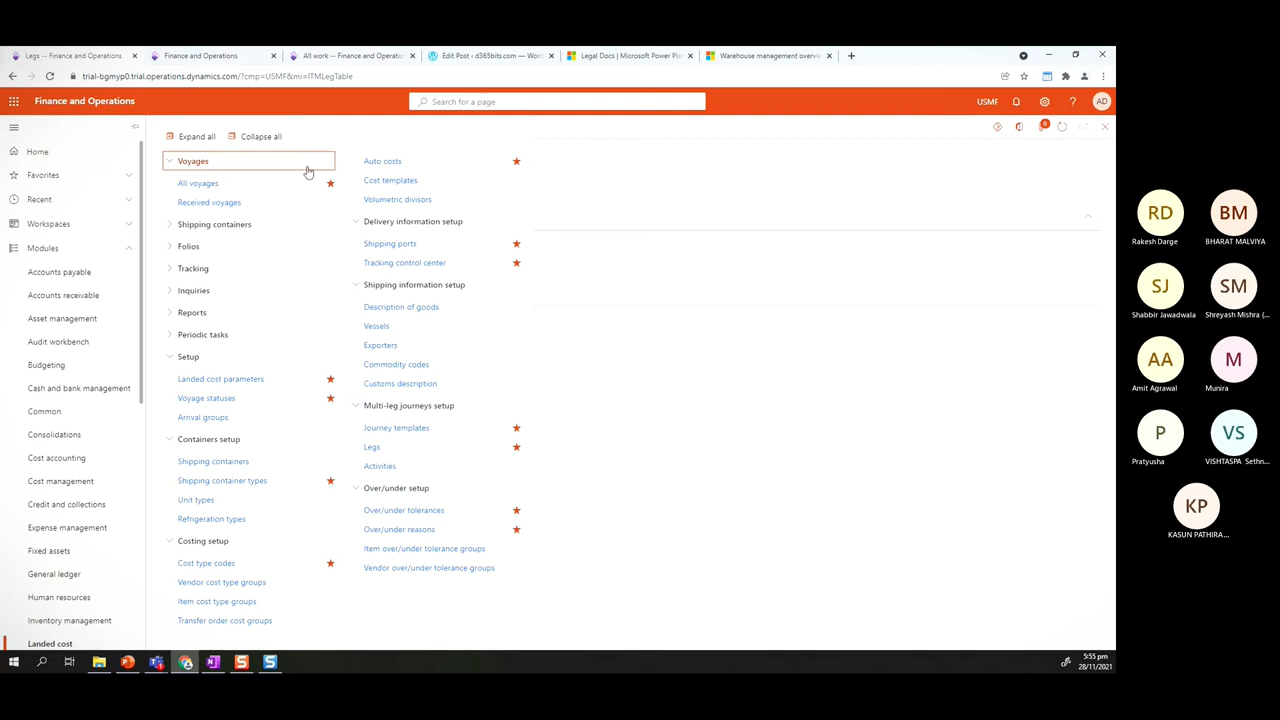 Legs -- Finance and Operations
Finance and Operations
All work -- Finance and Operatio
Edit Post ‹ d365bits.com — Wor
Legal Docs | Microsoft Power Pla
Warehouse management overvie
trial-bgmyp0.trial.operations.dynamics.com/?cmp=USMF&mi=ITMLegTable
Finance and Operations
Search for a page
USMF
AD
Expand all
Collapse all
0
Home
Favorites
Recent
Workspaces
Modules
Accounts payable
Accounts receivable
Asset management
Audit workbench
Budgeting
Cash and bank management
Common
Consolidations
Cost accounting
Cost management
Credit and collections
Expense management
Fixed assets
General ledger
Human resources
Inventory management
Landed cost
Voyages
All voyages
Received voyages
Shipping containers
Folios
Tracking
Inquiries
Reports
Periodic tasks
Setup
Landed cost parameters
Voyage statuses
Arrival groups
Containers setup
Shipping containers
Shipping container types
Unit types
Refrigeration types
Costing setup
Cost type codes
Vendor cost type groups
Item cost type groups
Transfer order cost groups
Auto costs
Cost templates
Volumetric divisors
Delivery information setup
Shipping ports
Tracking control center
Shipping information setup
Description of goods
Vessels
Exporters
Commodity codes
Customs description
Multi-leg journeys setup
Journey templates
Legs
Activities
Over/under setup
Over/under tolerances
Over/under reasons
Item over/under tolerance groups
Vendor over/under tolerance groups
5:55 pm
28/11/2021
RD
Rakesh Darge
BM
BHARAT MALVIYA
SJ
Shabbir Jawadwala
SM
Shreyash Mishra (...
AA
Amit Agrawal
M
Munira
P
Pratyusha
VS
VISHTASPA Sethn...
KP
KASUN PATHIRA...